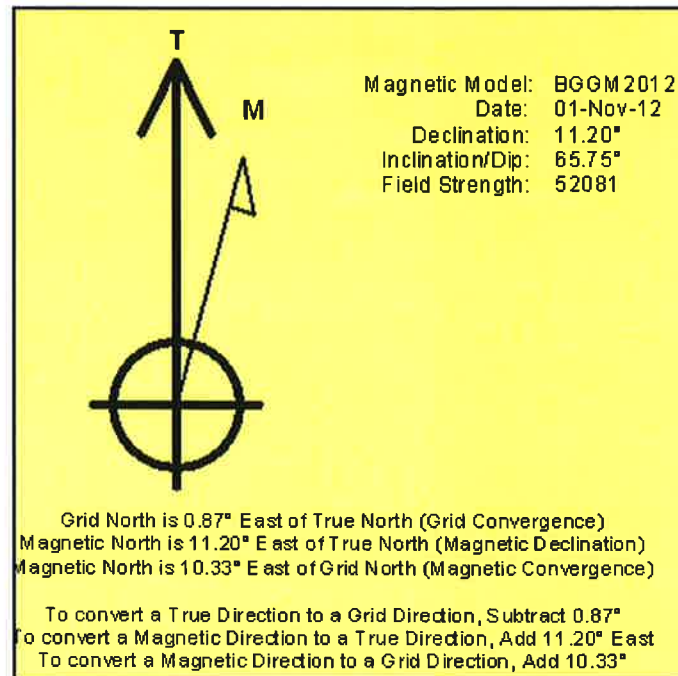 T
M
Magnetic Model: BGGM2012
Date: 01-Nov-12
Declination: 11.20°
Inclination/Dip: 65.75°
Field Strength: 52081
Grid North is 0.87° East of True North (Grid Convergence)
Magnetic North is 11.20° East of True North (Magnetic Declination)
Magnetic North is 10.33° East of Grid North (Magnetic Convergence)
To convert a True Direction to a Grid Direction, Subtract 0.87°
To convert a Magnetic Direction to a True Direction, Add 11.20° East
To convert a Magnetic Direction to a Grid Direction, Add 10.33°